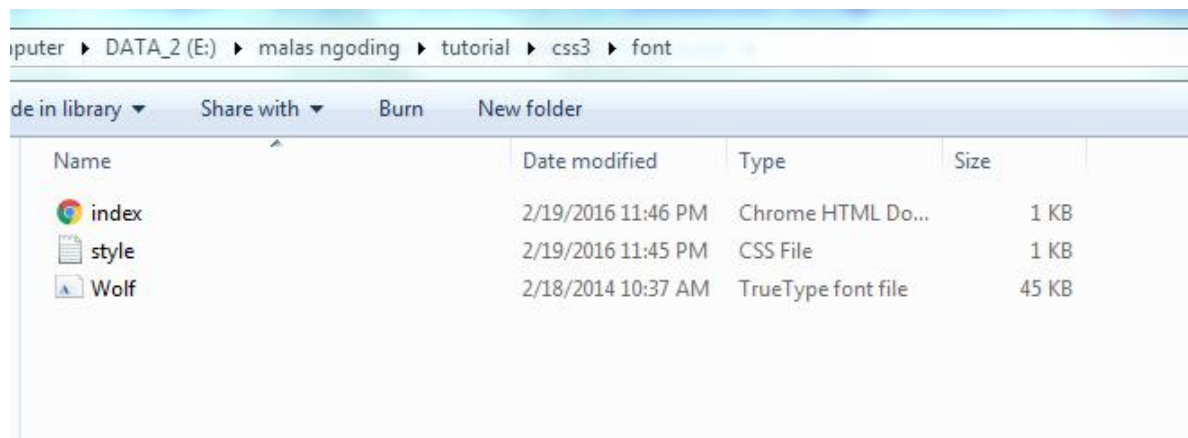 mputer ▸ DATA_2 (E:) ▸ malas ngoding ▸ tutorial ▸ css3 ▸ font
de in library Share with Burn New folder
Name Date modified Type Size
index 2/19/2016 11:46 PM Chrome HTML Do... 1 KB
style 2/19/2016 11:45 PM CSS File 1 KB
Wolf 2/18/2014 10:37 AM TrueType font file 45 KB